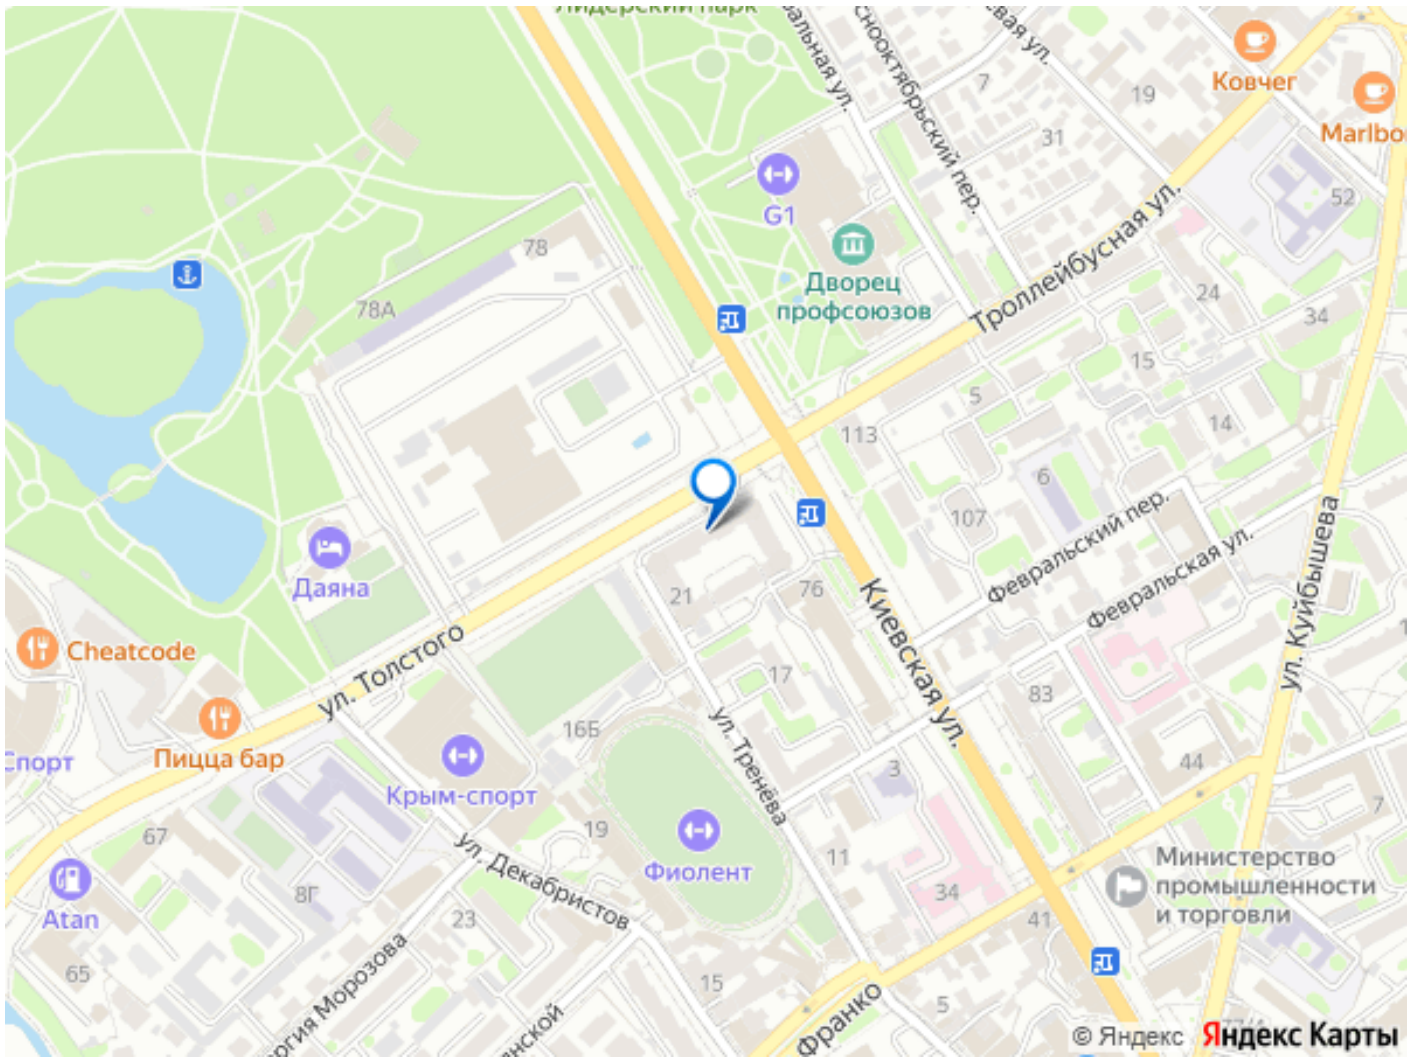 Лидерский парк
Ковчег
Marlbo
7
19
31
52
G1
Дворец
профсоюзов
Троллейбусная ул.
78
78А
24
34
15
5
14
113
6
107
Февральский пер.
Февральская ул.
ул. Куйбышева
Киевская ул.
Даяна
21
76
Cheatcode
ул. Толстого
17
83
16Б
Пицца бар
Спорт
Крым-спорт
ул. Тренёва
3
44
7
67
19
Фиолент
11
Министерство
промышленности
и торговли
ул. Декабристов
8Г
34
Atan
23
41
65
15
5
Франко
© Яндекс Яндекс Карты